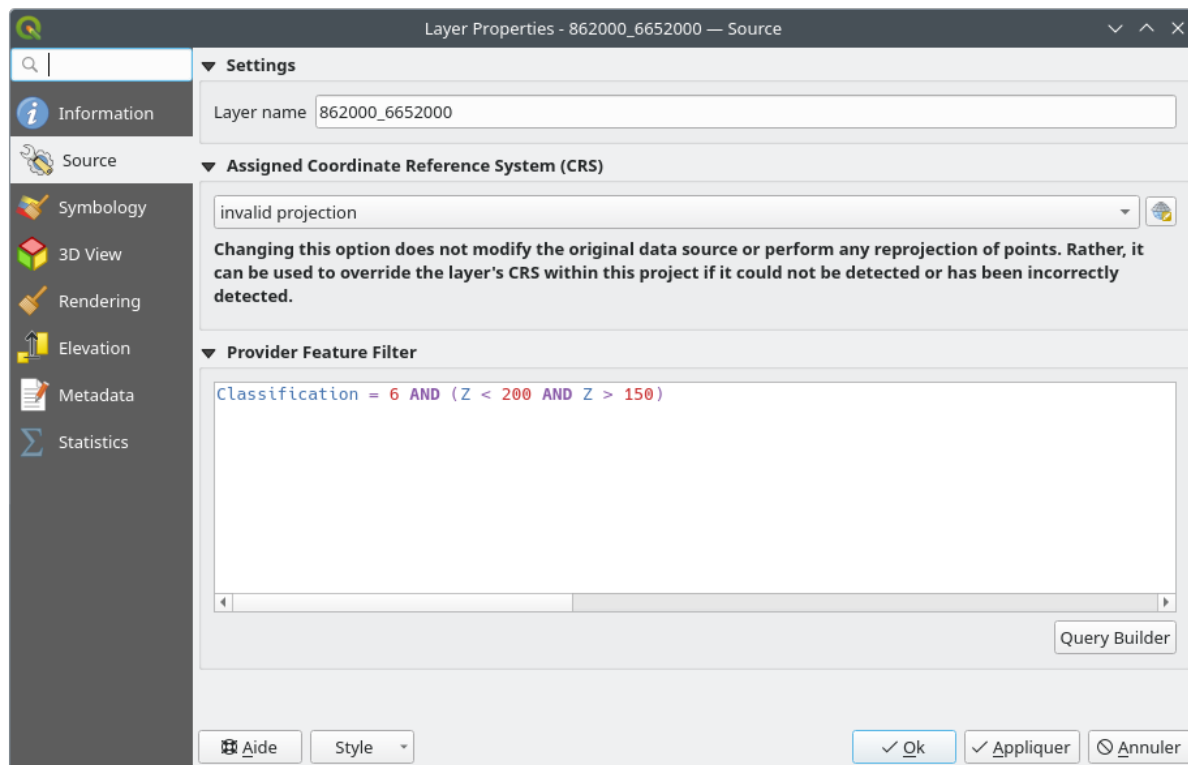 Layer Properties - 862000_6652000 — Source
Information
Source
Symbology
3D View
Rendering
Elevation
Metadata
Statistics
Settings
Layer name 862000_6652000
Assigned Coordinate Reference System (CRS)
invalid projection
Changing this option does not modify the original data source or perform any reprojection of points. Rather, it
can be used to override the layer's CRS within this project if it could not be detected or has been incorrectly
detected.
Provider Feature Filter
Classification = 6 AND (Z < 200 AND Z > 150)
Query Builder
Aide Style Ok Appliquer Annuler